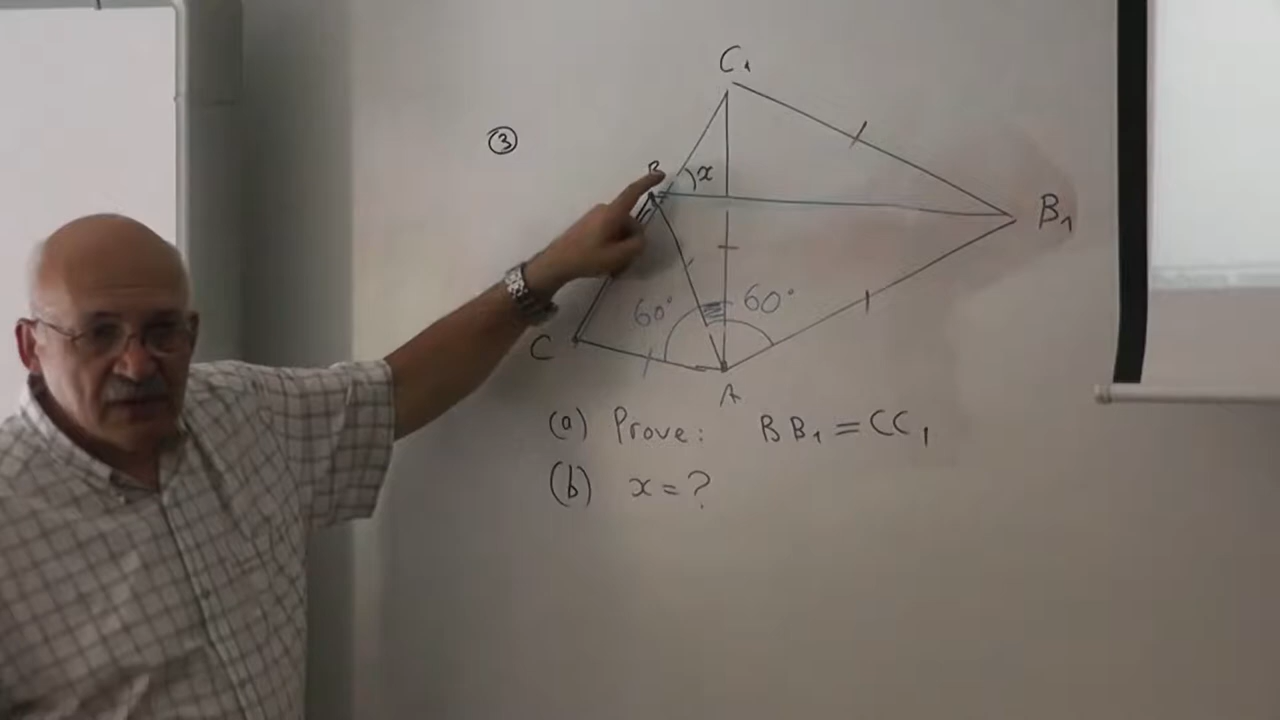 C₁
③
B
x
B₁
60° 60°
C
A
(a) Prove: BB₁ = CC₁
(b) x = ?